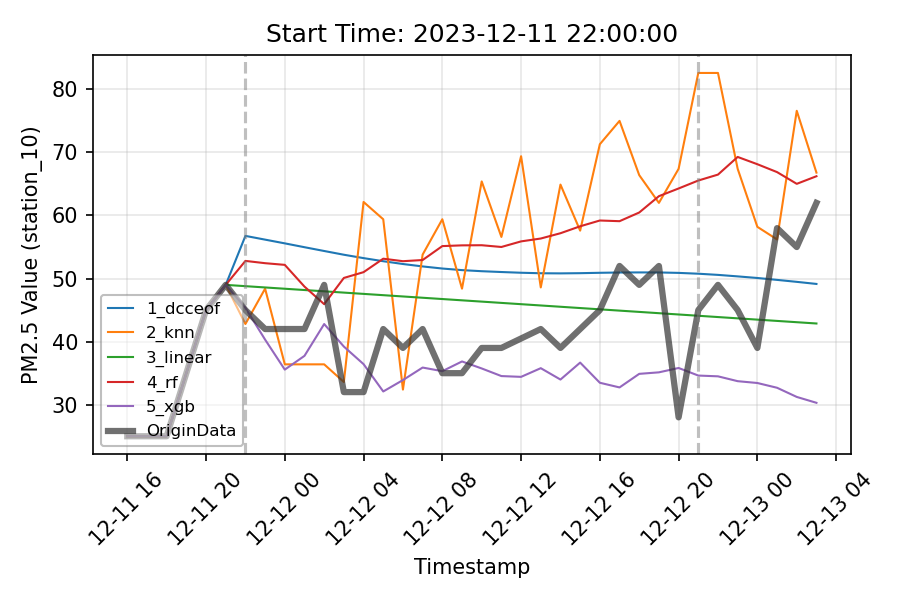 Start Time: 2023-12-11 22:00:00
PM2.5 Value (station_10)
80
70
60
50
40
30
1_dcceof
2_knn
3_linear
4_rf
5_xgb
OriginData
12-11 16
12-11 20
12-12 00
12-12 04
12-12 08
12-12 12
12-12 16
12-12 20
12-13 00
12-13 04
Timestamp